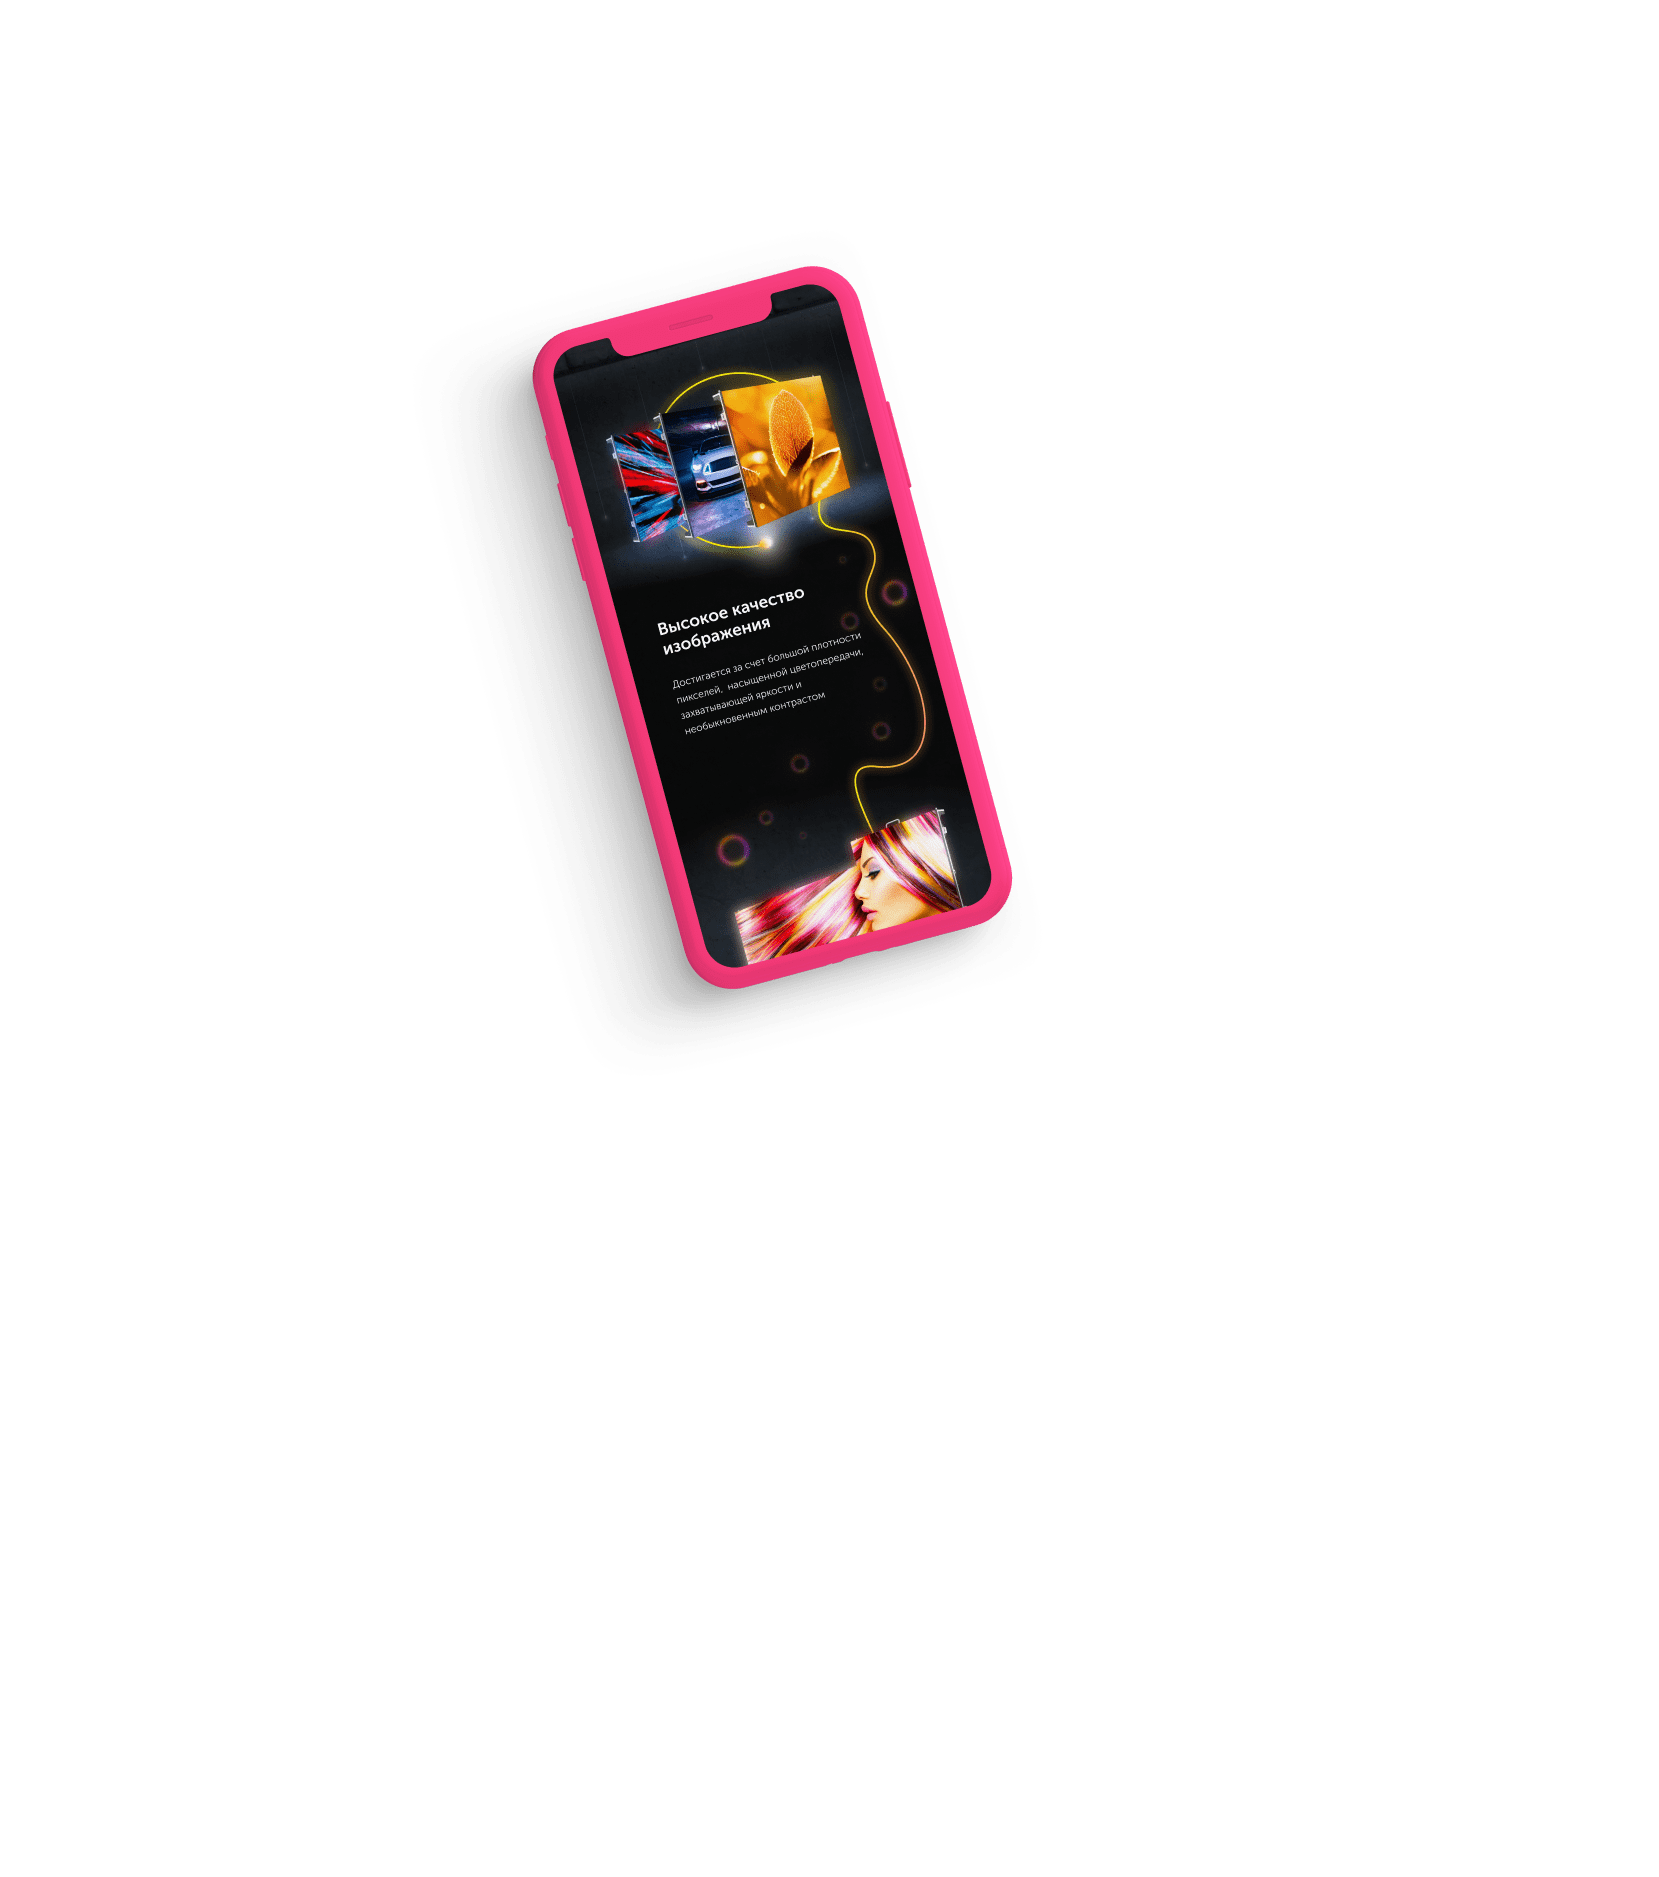 Высокое качество
изображения
Достигается за счет большой плотности
пикселей, насыщенной цветопередачи,
захватывающей яркости и
необыкновенным контрастом